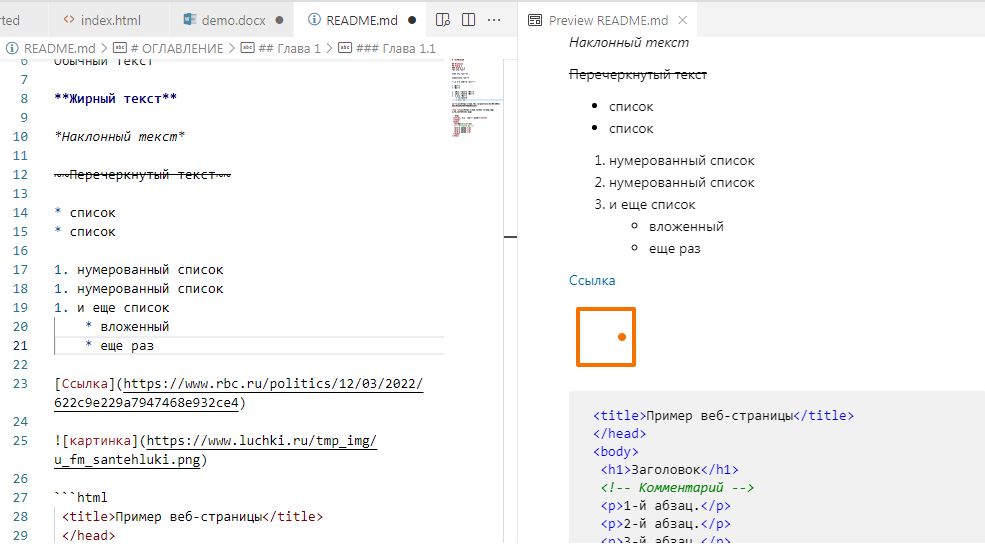 rted
<> index.html
demo.docx
README.md
Preview README.md
README.md > # ОГЛАВЛЕНИЕ > ## Глава 1 > ### Глава 1.1
6 Обычный текст
7
8 **Жирный текст**
9
10 *Наклонный текст*
11
12 ~~Перечеркнутый текст~~
13
14 * список
15 * список
16
17 1. нумерованный список
18 1. нумерованный список
19 1. и еще список
20 * вложенный
21 * еще раз
22
23 [Ссылка](https://www.rbc.ru/politics/12/03/2022/
622c9e229a7947468e932ce4)
24
25 ![картинка](https://www.luchki.ru/tmp_img/
u_fm_santehluki.png)
26
27 ```html
28 <title>Пример веб-страницы</title>
29 </head>
Наклонный текст
Перечеркнутый текст
• список
• список
1. нумерованный список
2. нумерованный список
3. и еще список
◦ вложенный
◦ еще раз
Ссылка
<title>Пример веб-страницы</title>
</head>
<body>
<h1>Заголовок</h1>
<!-- Комментарий -->
<p>1-й абзац.</p>
<p>2-й абзац.</p>
<p>3-й абзац.</p>